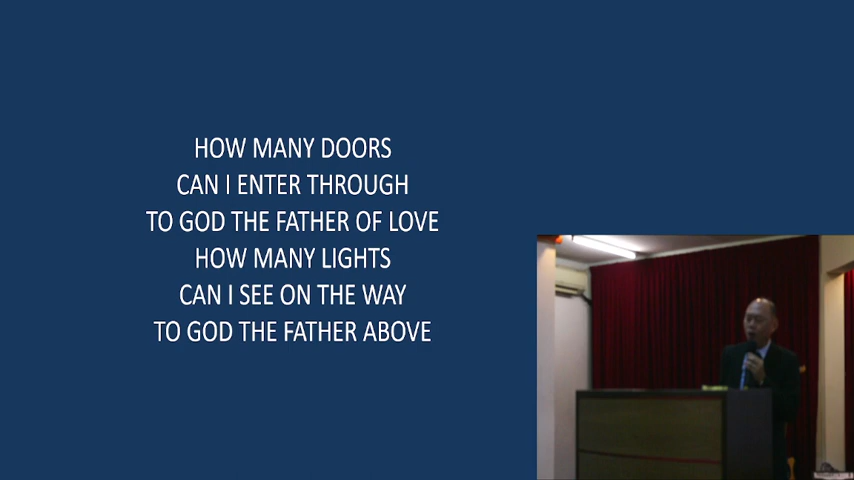 HOW MANY DOORS
CAN I ENTER THROUGH
TO GOD THE FATHER OF LOVE
HOW MANY LIGHTS
CAN I SEE ON THE WAY
TO GOD THE FATHER ABOVE